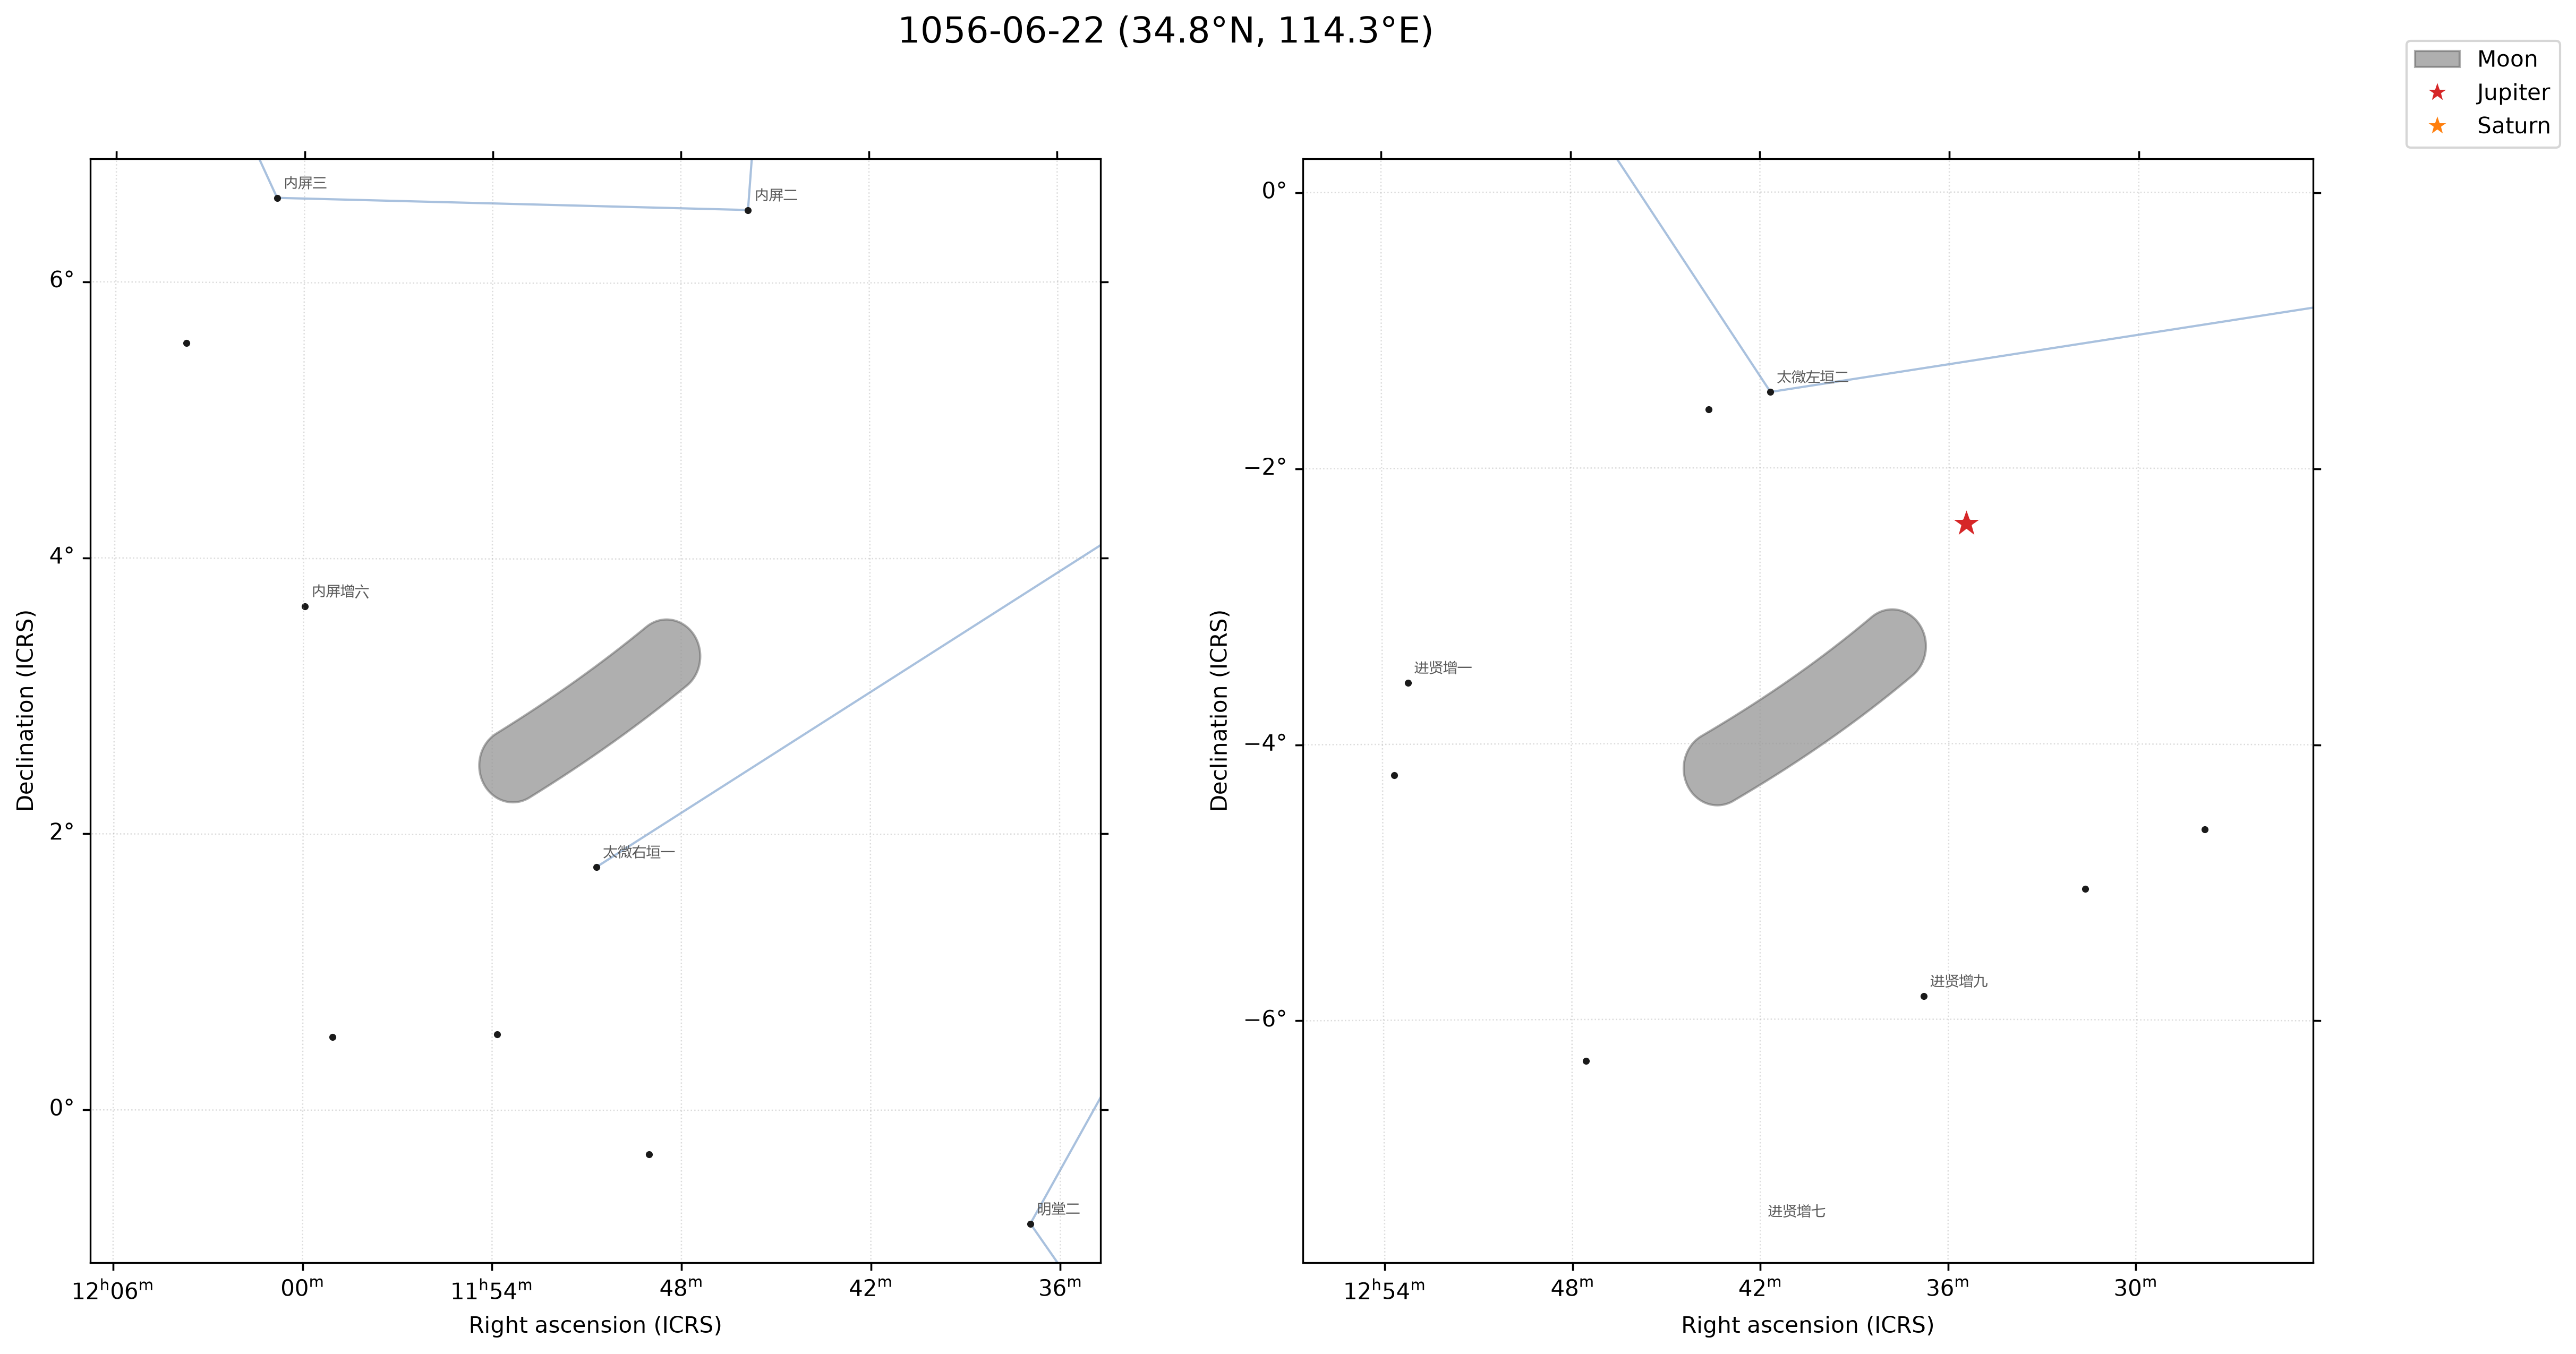 1056-06-22 (34.8°N, 114.3°E)
Moon
Jupiter
Saturn
内屏三
内屏二
6°
4°
内屏增六
2°
太微右垣一
0°
明堂二
Declination (ICRS)
12ʰ06ᵐ 00ᵐ 11ʰ54ᵐ 48ᵐ 42ᵐ 36ᵐ
Right ascension (ICRS)
0°
太微左垣二
−2°
进贤增一
−4°
进贤增九
−6°
进贤增七
Declination (ICRS)
12ʰ54ᵐ 48ᵐ 42ᵐ 36ᵐ 30ᵐ
Right ascension (ICRS)